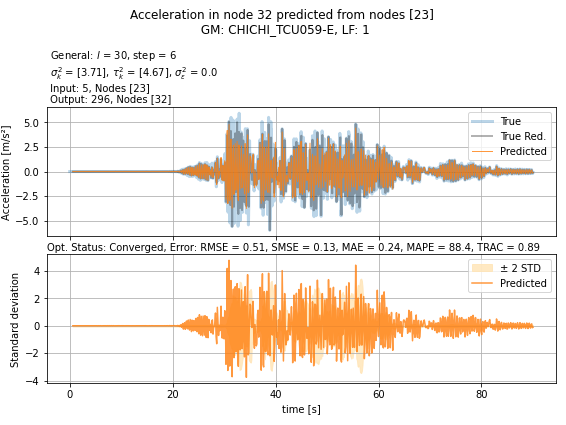 Acceleration in node 32 predicted from nodes [23]
GM: CHICHI_TCU059-E, LF: 1
General: l = 30, step = 6
σ²ₖ = [3.71], τ²ₖ = [4.67], σ²ε = 0.0
Input: 5, Nodes [23]
Output: 296, Nodes [32]
Acceleration [m/s²]
5.0
2.5
0.0
−2.5
−5.0
True
True Red.
Predicted
Opt. Status: Converged, Error: RMSE = 0.51, SMSE = 0.13, MAE = 0.24, MAPE = 88.4, TRAC = 0.89
Standard deviation
4
2
0
−2
−4
± 2 STD
Predicted
0
20
40
60
80
time [s]